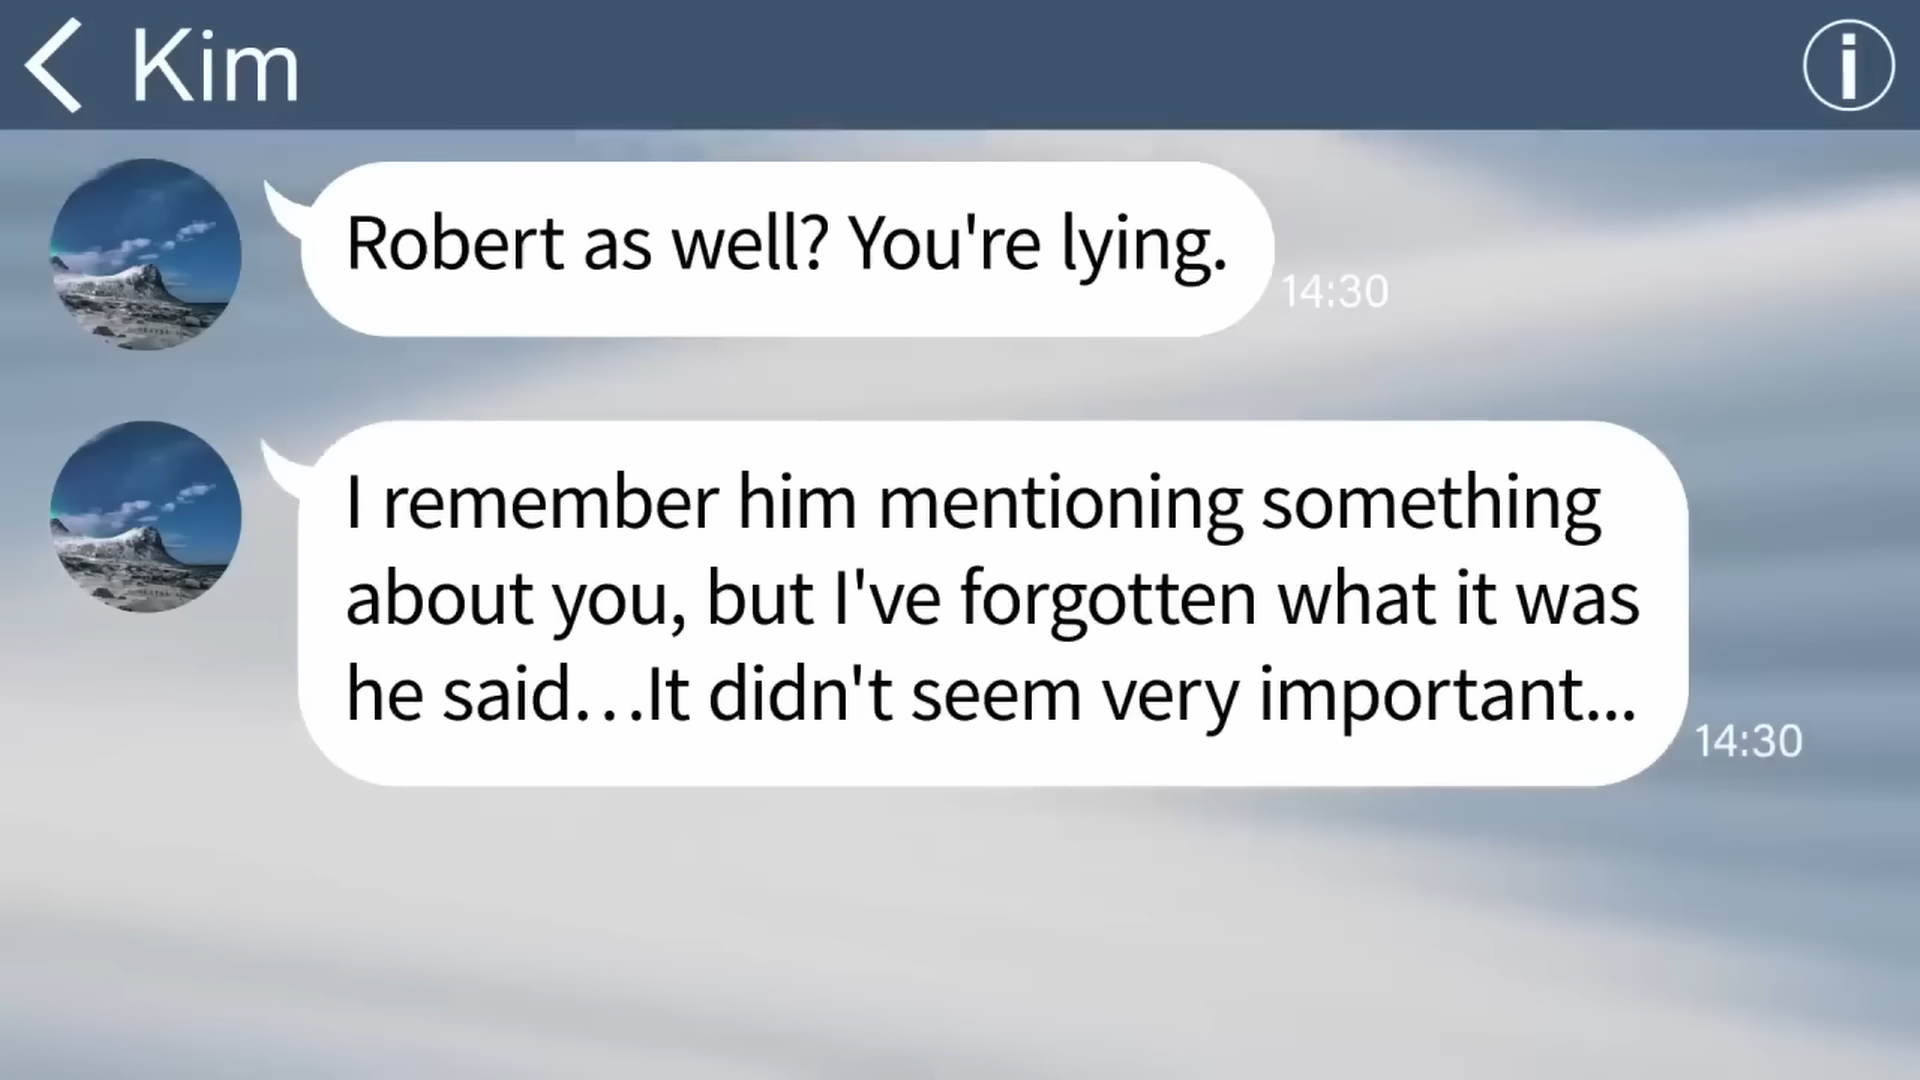 Kim
Robert as well? You're lying.
14:30
I remember him mentioning something
about you, but I've forgotten what it was
he said…It didn't seem very important...
14:30